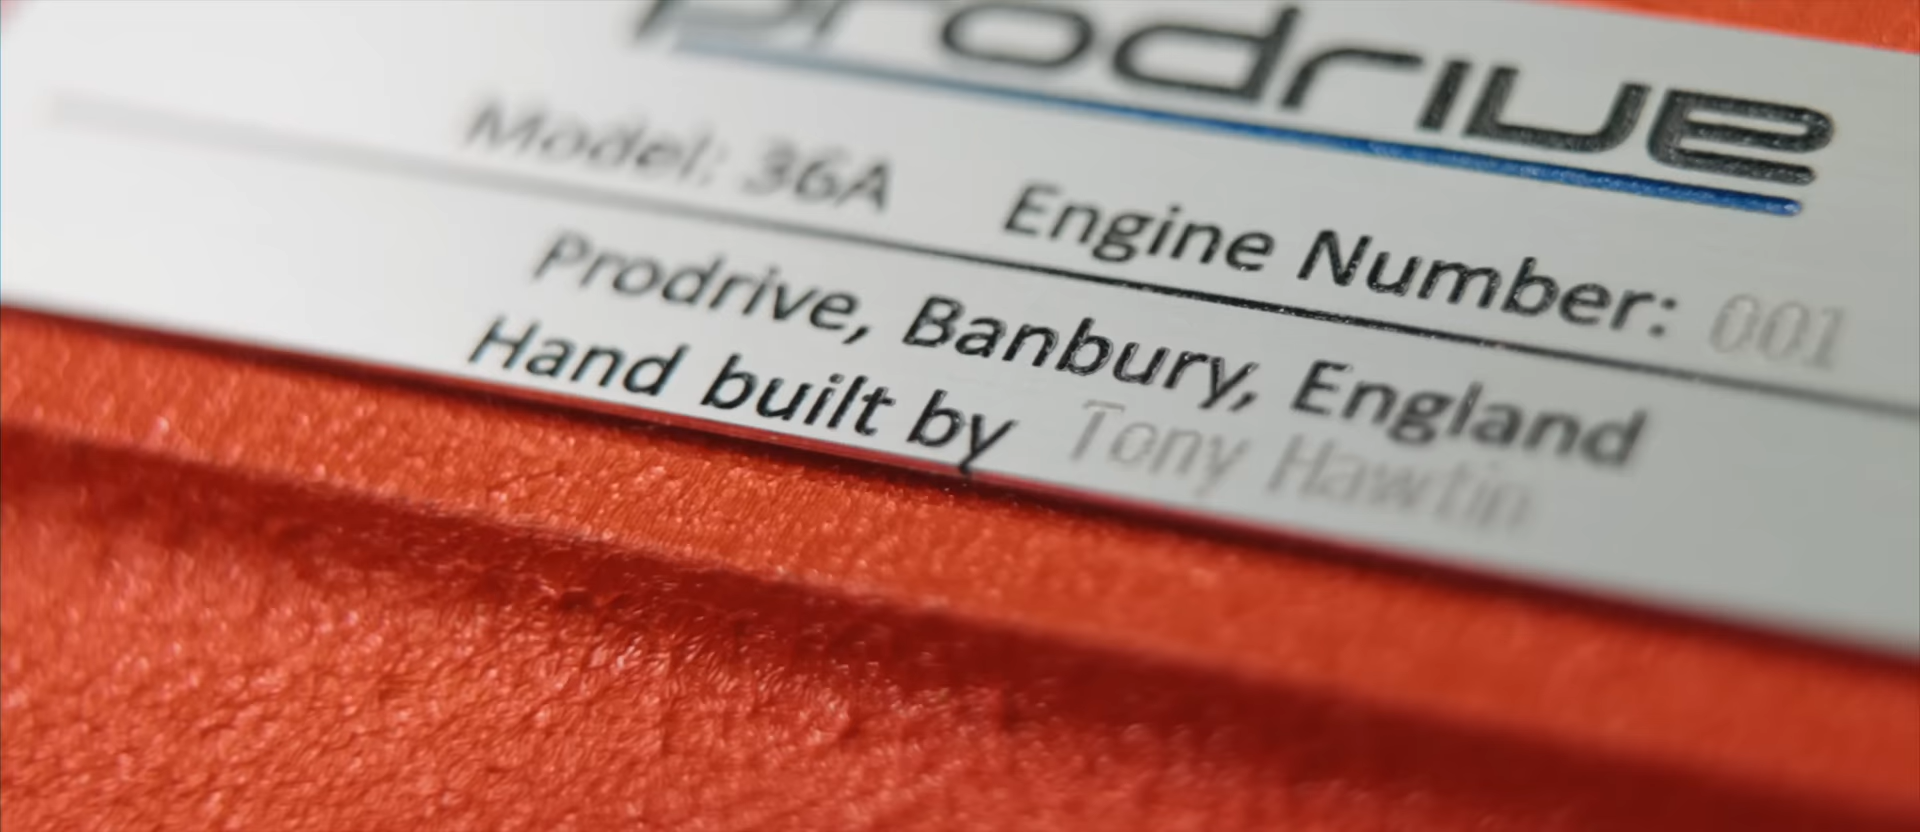 prodrive
Model: 36A Engine Number: 001
Prodrive, Banbury, England
Hand built by Tony Hawtin